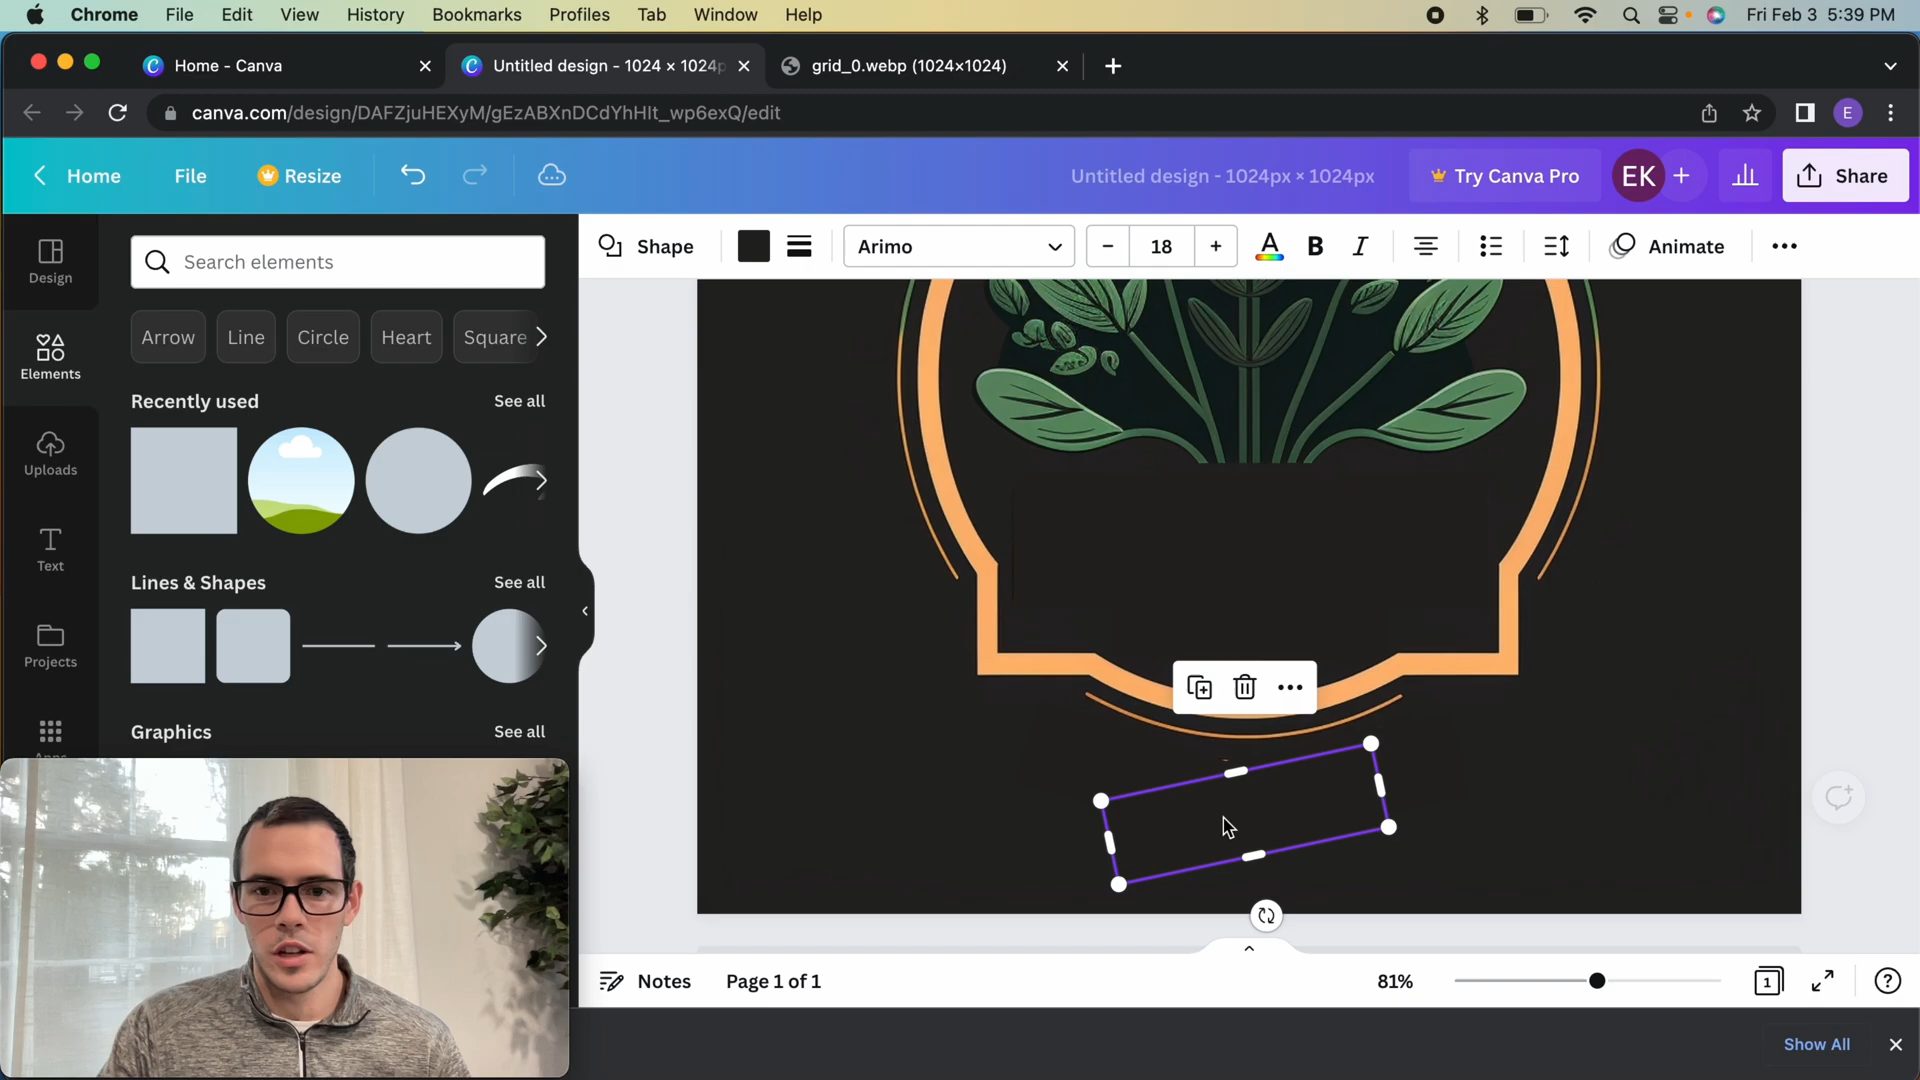 Chrome File Edit View History Bookmarks Profiles Tab Window Help Fri Feb 3 5:39 PM
Home - Canva Untitled design - 1024 × 1024p grid_0.webp (1024×1024)
canva.com/design/DAFZjuHEXyM/gEzABXnDCdYhHIt_wp6exQ/edit E
Home File Resize Untitled design - 1024px × 1024px Try Canva Pro EK + Share
Shape Arimo – 18 + A B I Animate
Search elements
Design
Arrow Line Circle Heart Square
Elements
Recently used See all
Uploads
Text
Lines & Shapes See all
Projects
Graphics See all
Notes Page 1 of 1 81% 1 ?
Show All